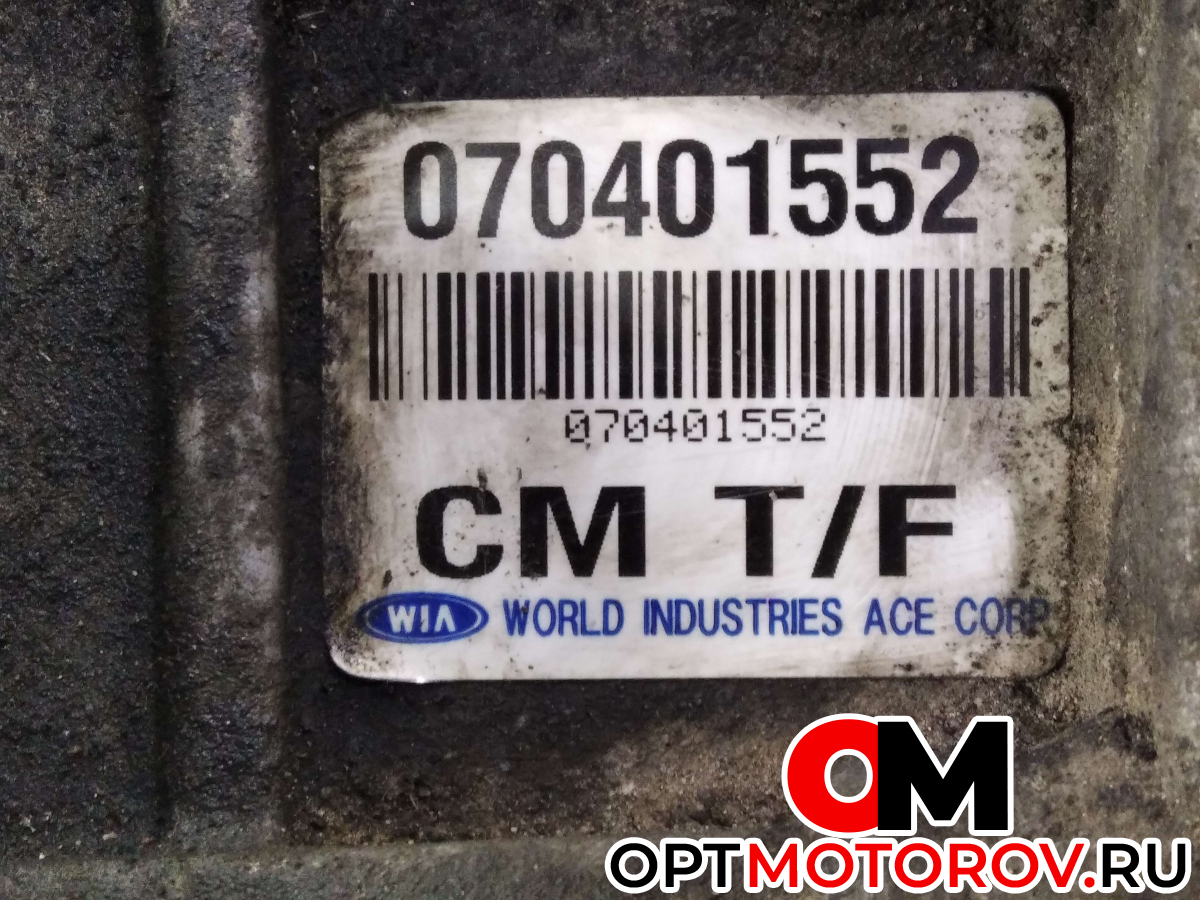 070401552
070401552
CM T/F
WIA WORLD INDUSTRIES ACE CORP
OM
OPTMOTOROV.RU